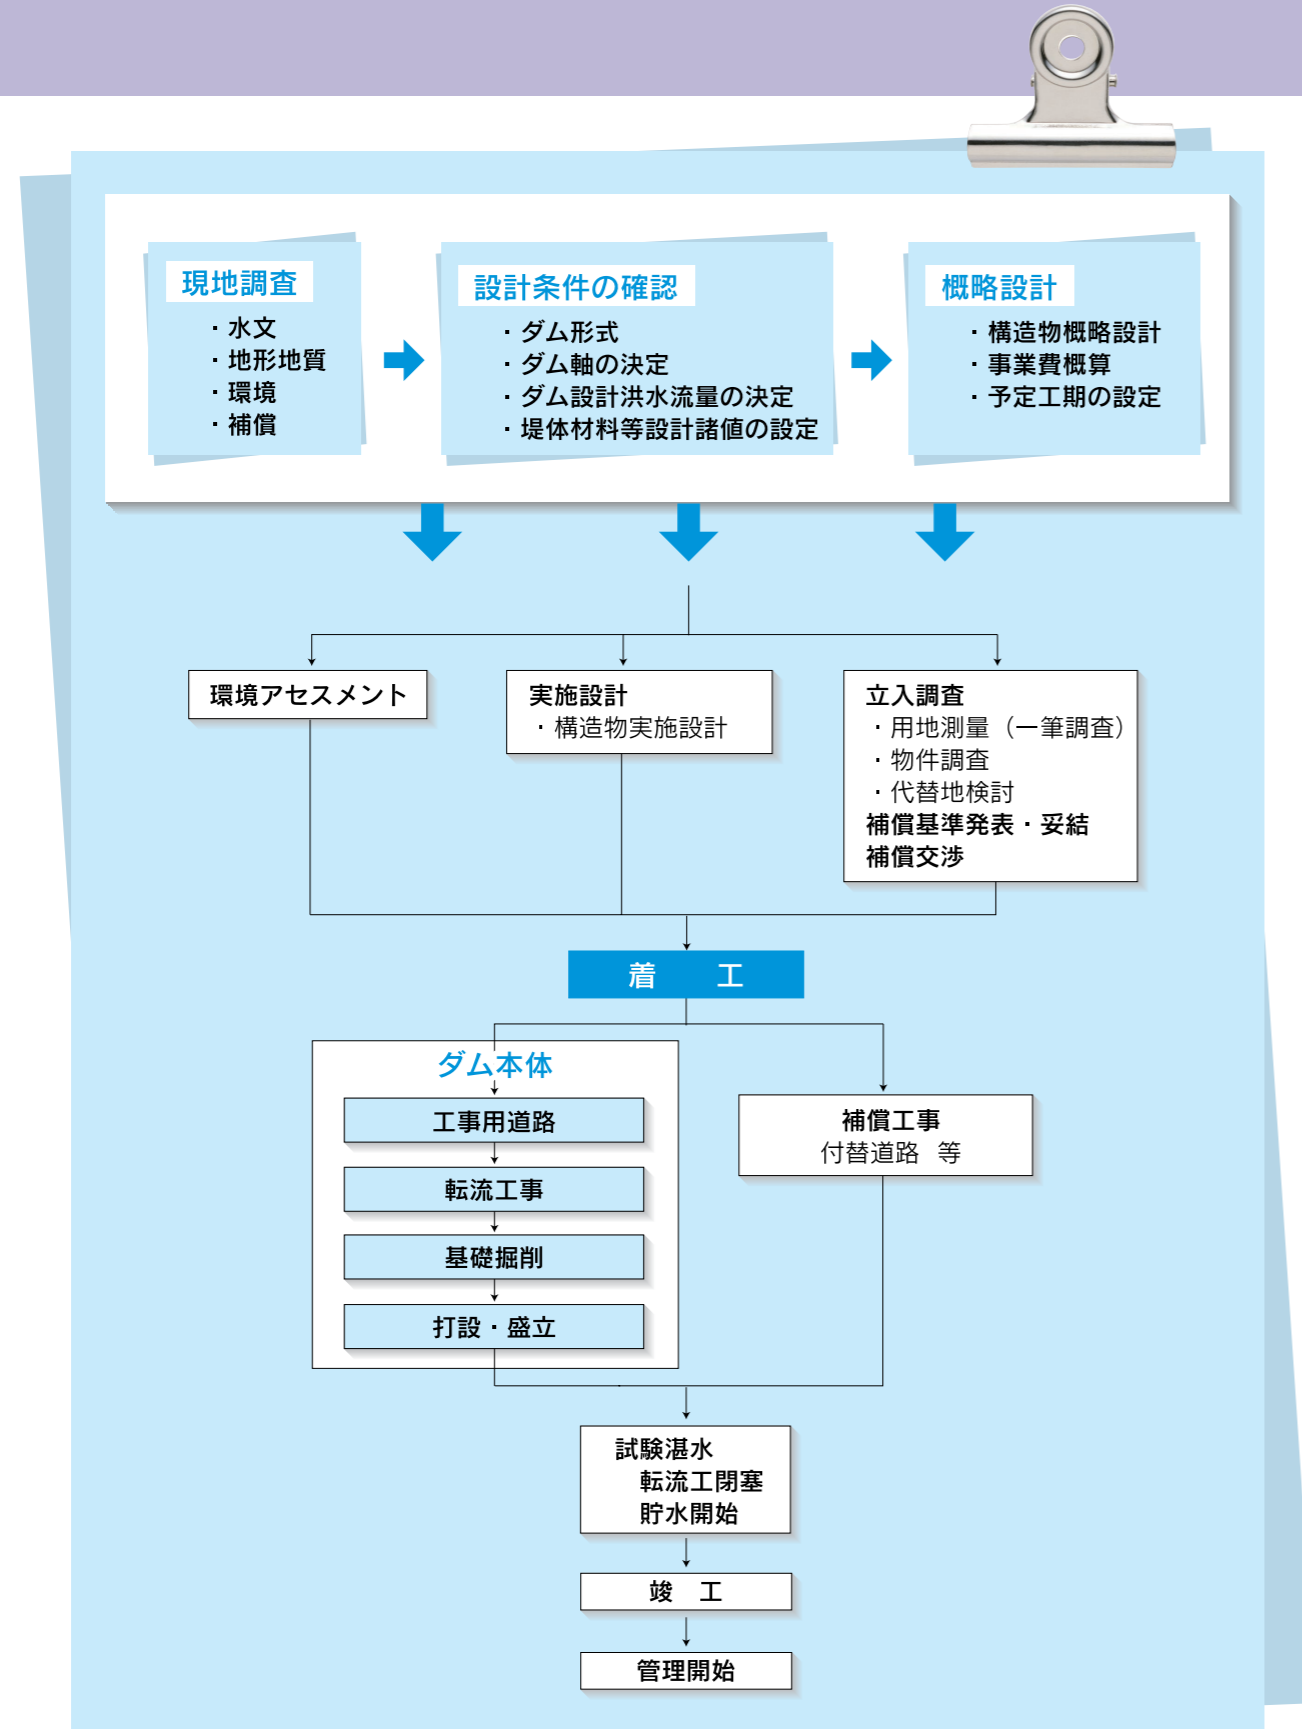 現地調査
・水文
・地形地質
・環境
・補償
設計条件の確認
・ダム形式
・ダム軸の決定
・ダム設計洪水流量の決定
・堤体材料等設計諸値の設定
概略設計
・構造物概略設計
・事業費概算
・予定工期の設定
環境アセスメント
実施設計
・構造物実施設計
立入調査
・用地測量（一筆調査）
・物件調査
・代替地検討
補償基準発表・妥結
補償交渉
着　工
ダム本体
工事用道路
転流工事
基礎掘削
打設・盛立
補償工事
付替道路 等
試験湛水
転流工閉塞
貯水開始
竣　工
管理開始